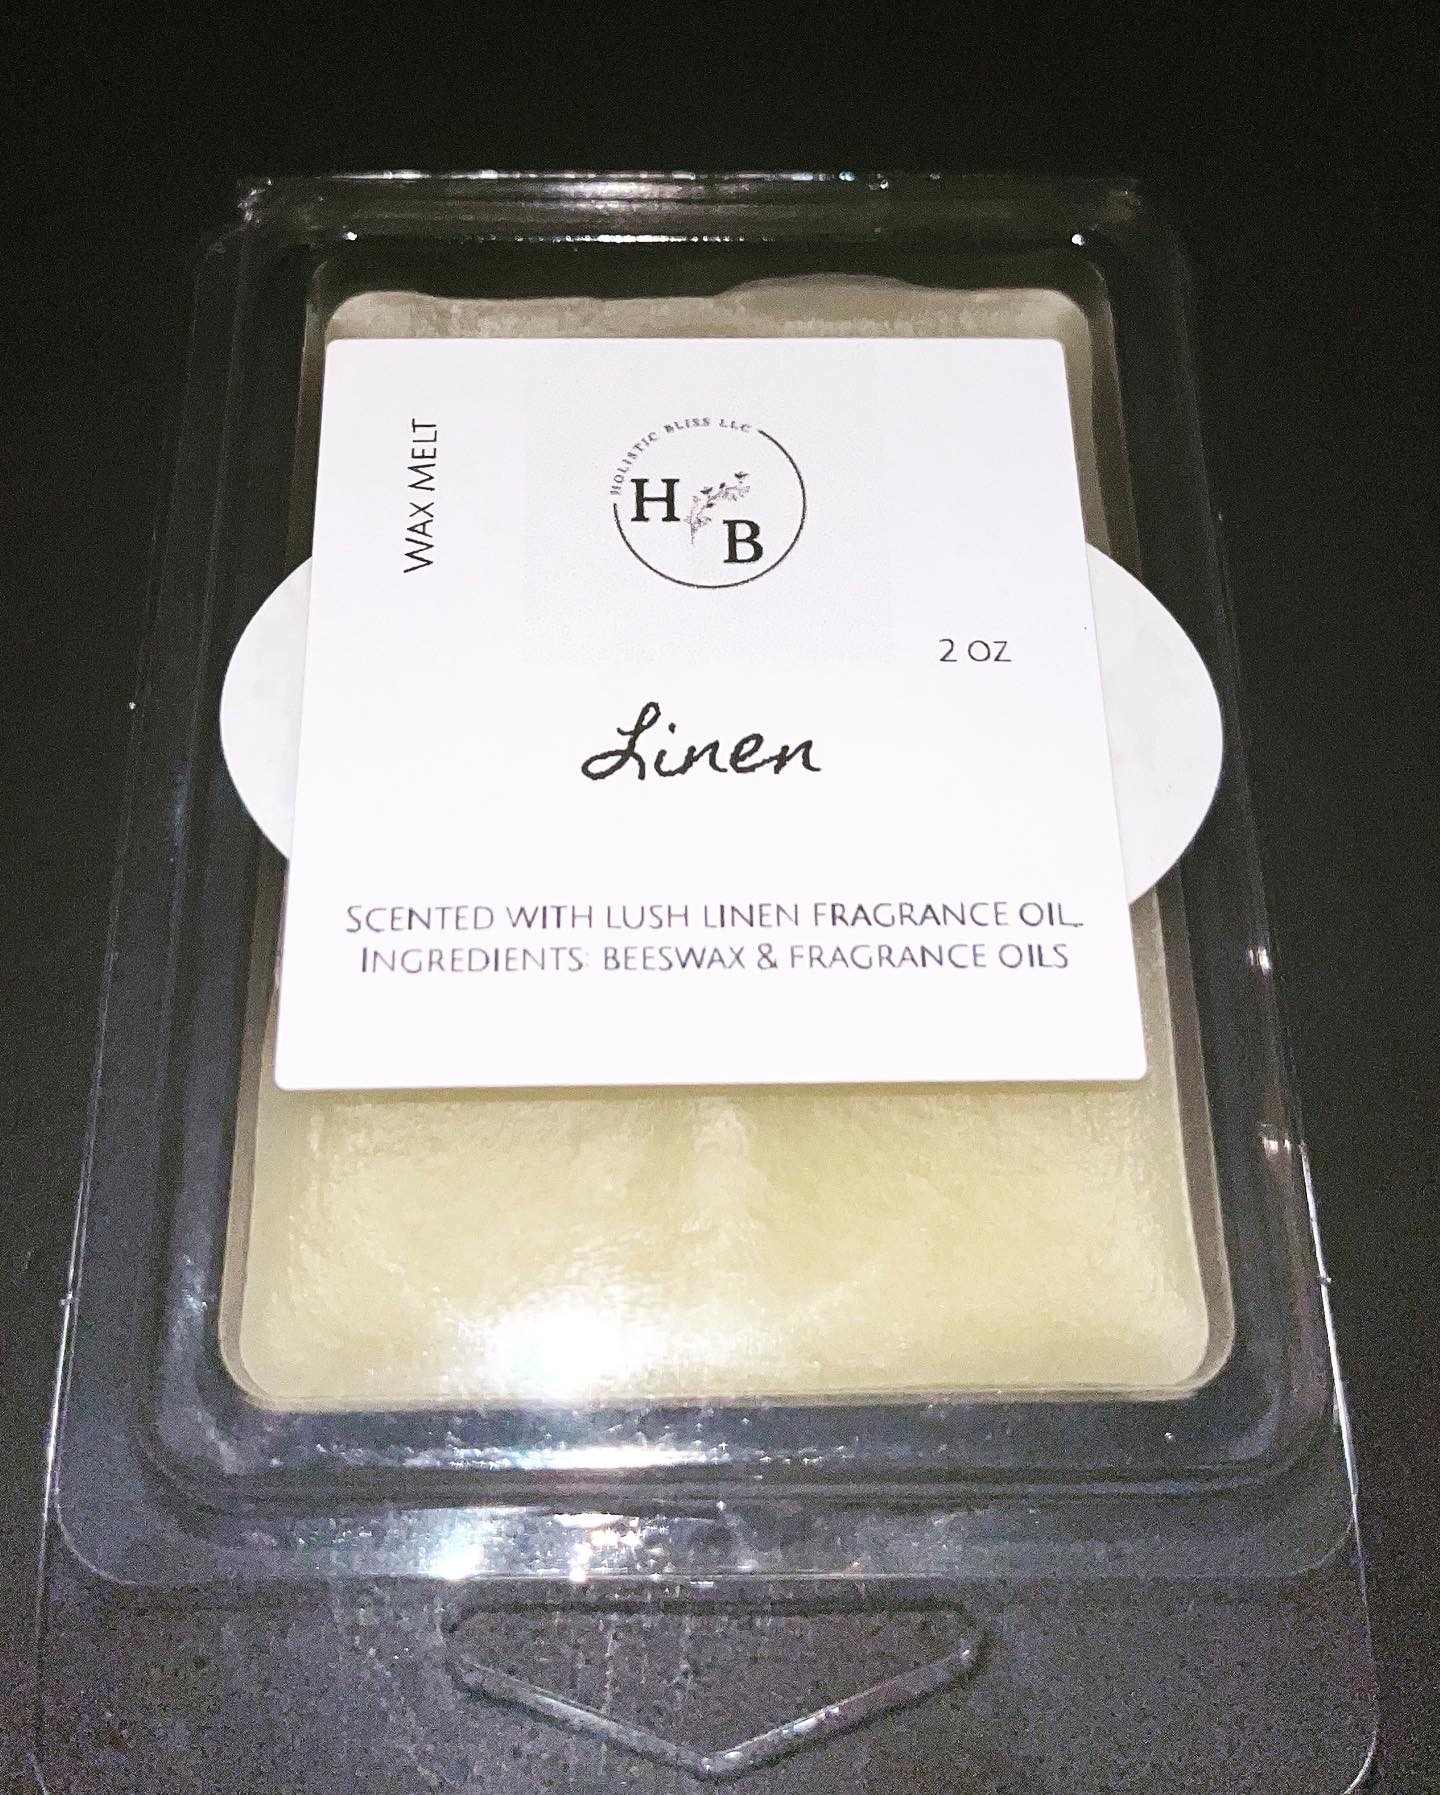 WAX MELT
HOLISTIC BLISS LLC
H B
2 OZ
Linen
SCENTED WITH LUSH LINEN FRAGRANCE OIL.
INGREDIENTS: BEESWAX & FRAGRANCE OILS